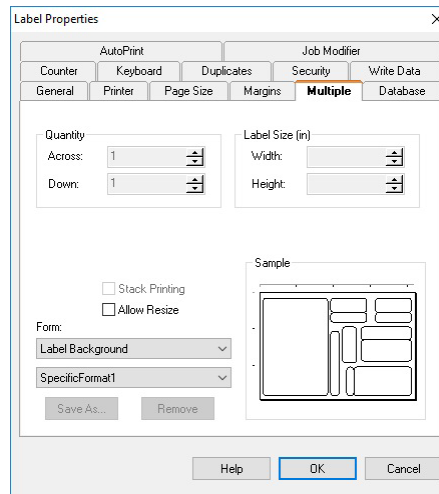 Label Properties
AutoPrint Job Modifier
Counter Keyboard Duplicates Security Write Data
General Printer Page Size Margins Multiple Database
Quantity Label Size (in)
Across: 1 Width:
Down: 1 Height:
Sample
Stack Printing
Allow Resize
Form:
Label Background
SpecificFormat1
Save As... Remove
Help OK Cancel